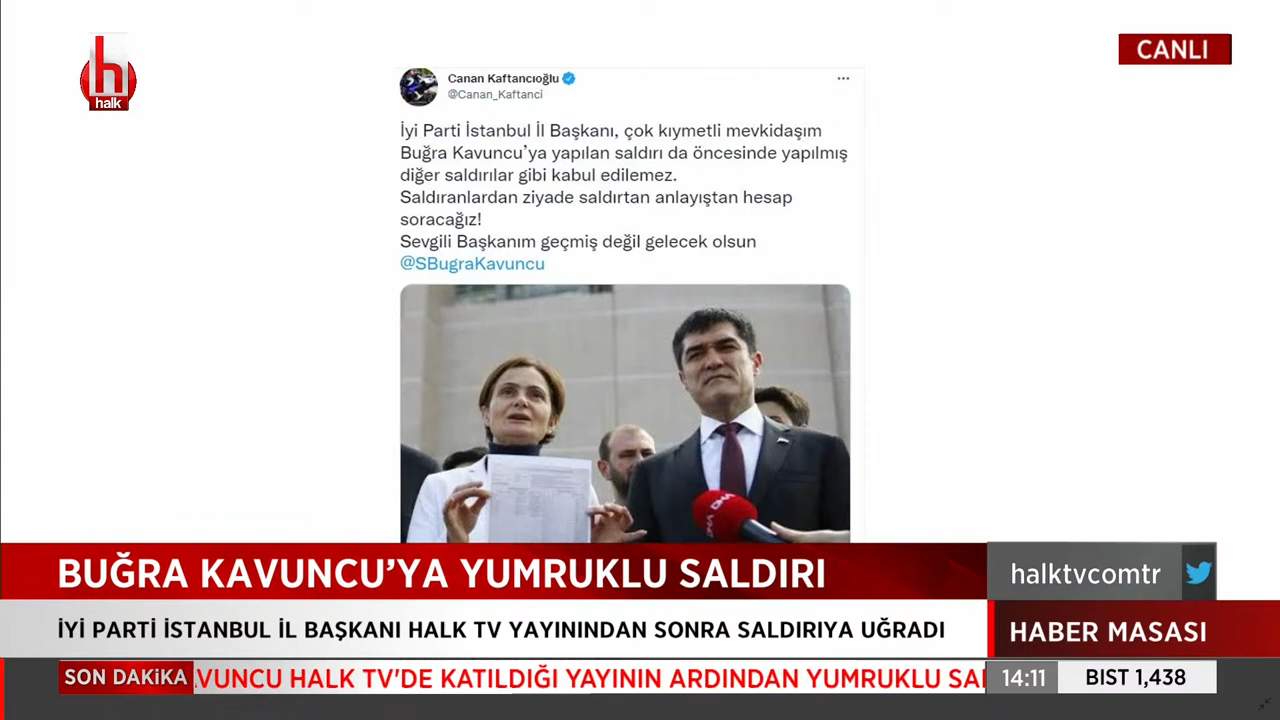 halk
CANLI
Canan Kaftancıoğlu
@Canan_Kaftanci
İyi Parti İstanbul İl Başkanı, çok kıymetli mevkidaşım
Buğra Kavuncu’ya yapılan saldırı da öncesinde yapılmış
diğer saldırılar gibi kabul edilemez.
Saldıranlardan ziyade saldırtan anlayıştan hesap
soracağız!
Sevgili Başkanım geçmiş değil gelecek olsun
@SBugraKavuncu
DHA
BUĞRA KAVUNCU’YA YUMRUKLU SALDIRI
halktvcomtr
İYİ PARTİ İSTANBUL İL BAŞKANI HALK TV YAYININDAN SONRA SALDIRIYA UĞRADI
HABER MASASI
SON DAKİKA
AVUNCU HALK TV'DE KATILDIĞI YAYININ ARDINDAN YUMRUKLU SAL
14:11
BIST 1,438